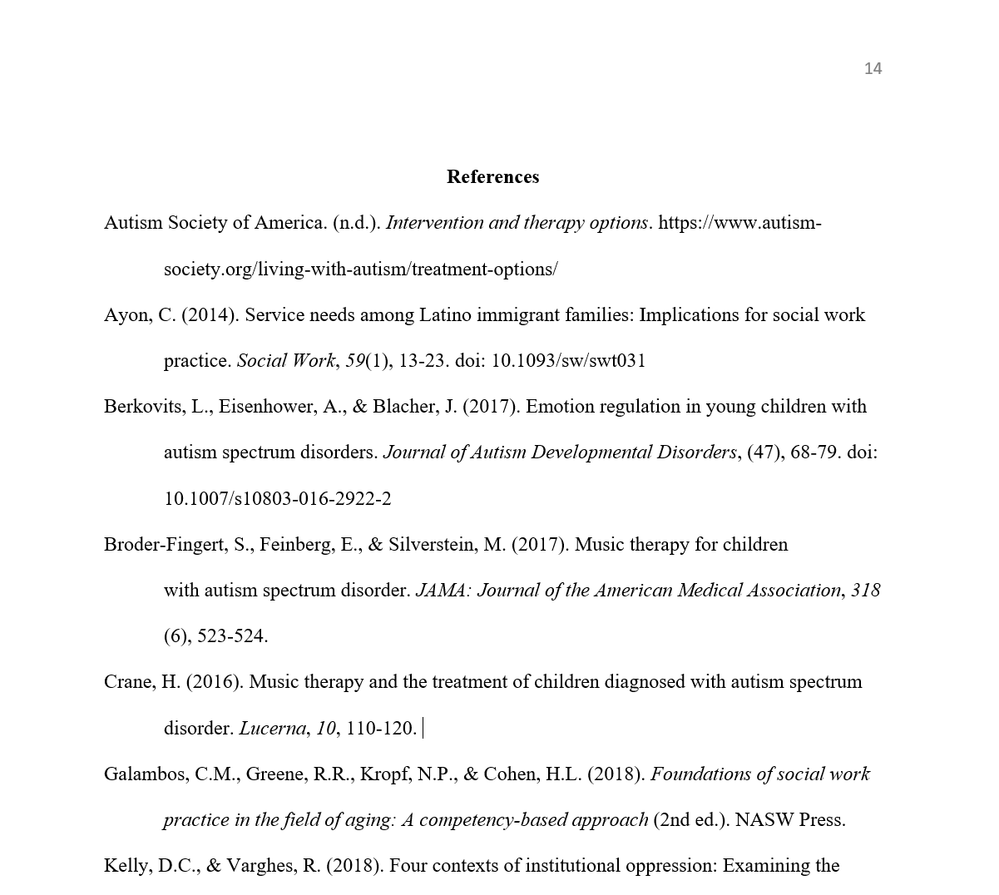 14
References
Autism Society of America. (n.d.). Intervention and therapy options. https://www.autism-
society.org/living-with-autism/treatment-options/
Ayon, C. (2014). Service needs among Latino immigrant families: Implications for social work
practice. Social Work, 59(1), 13-23. doi: 10.1093/sw/swt031
Berkovits, L., Eisenhower, A., & Blacher, J. (2017). Emotion regulation in young children with
autism spectrum disorders. Journal of Autism Developmental Disorders, (47), 68-79. doi:
10.1007/s10803-016-2922-2
Broder-Fingert, S., Feinberg, E., & Silverstein, M. (2017). Music therapy for children
with autism spectrum disorder. JAMA: Journal of the American Medical Association, 318
(6), 523-524.
Crane, H. (2016). Music therapy and the treatment of children diagnosed with autism spectrum
disorder. Lucerna, 10, 110-120.
Galambos, C.M., Greene, R.R., Kropf, N.P., & Cohen, H.L. (2018). Foundations of social work
practice in the field of aging: A competency-based approach (2nd ed.). NASW Press.
Kelly, D.C., & Varghes, R. (2018). Four contexts of institutional oppression: Examining the